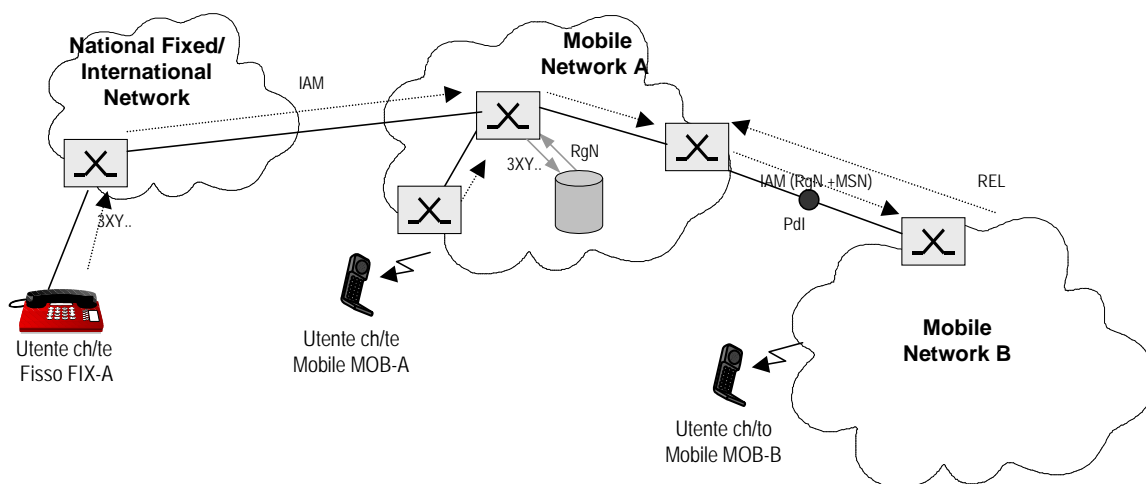 National Fixed/
International
Network
IAM
Mobile
Network A
3XY..
RgN
3XY..
IAM (RgN.+MSN)
REL
PdI
Utente ch/te
Fisso FIX-A
Utente ch/te
Mobile MOB-A
Mobile
Network B
Utente ch/to
Mobile MOB-B